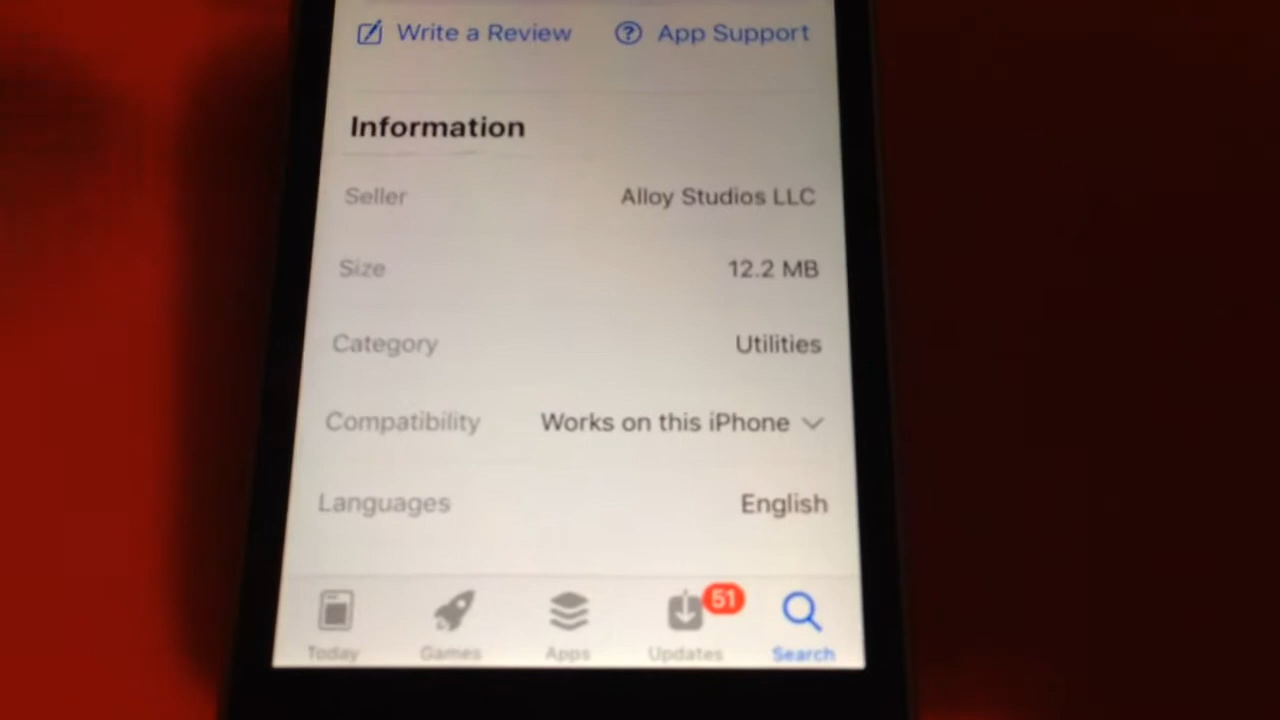 Write a Review ? App Support
Information
Seller Alloy Studios LLC
Size 12.2 MB
Category Utilities
Compatibility Works on this iPhone
Languages English
51
Today Games Apps Updates Search